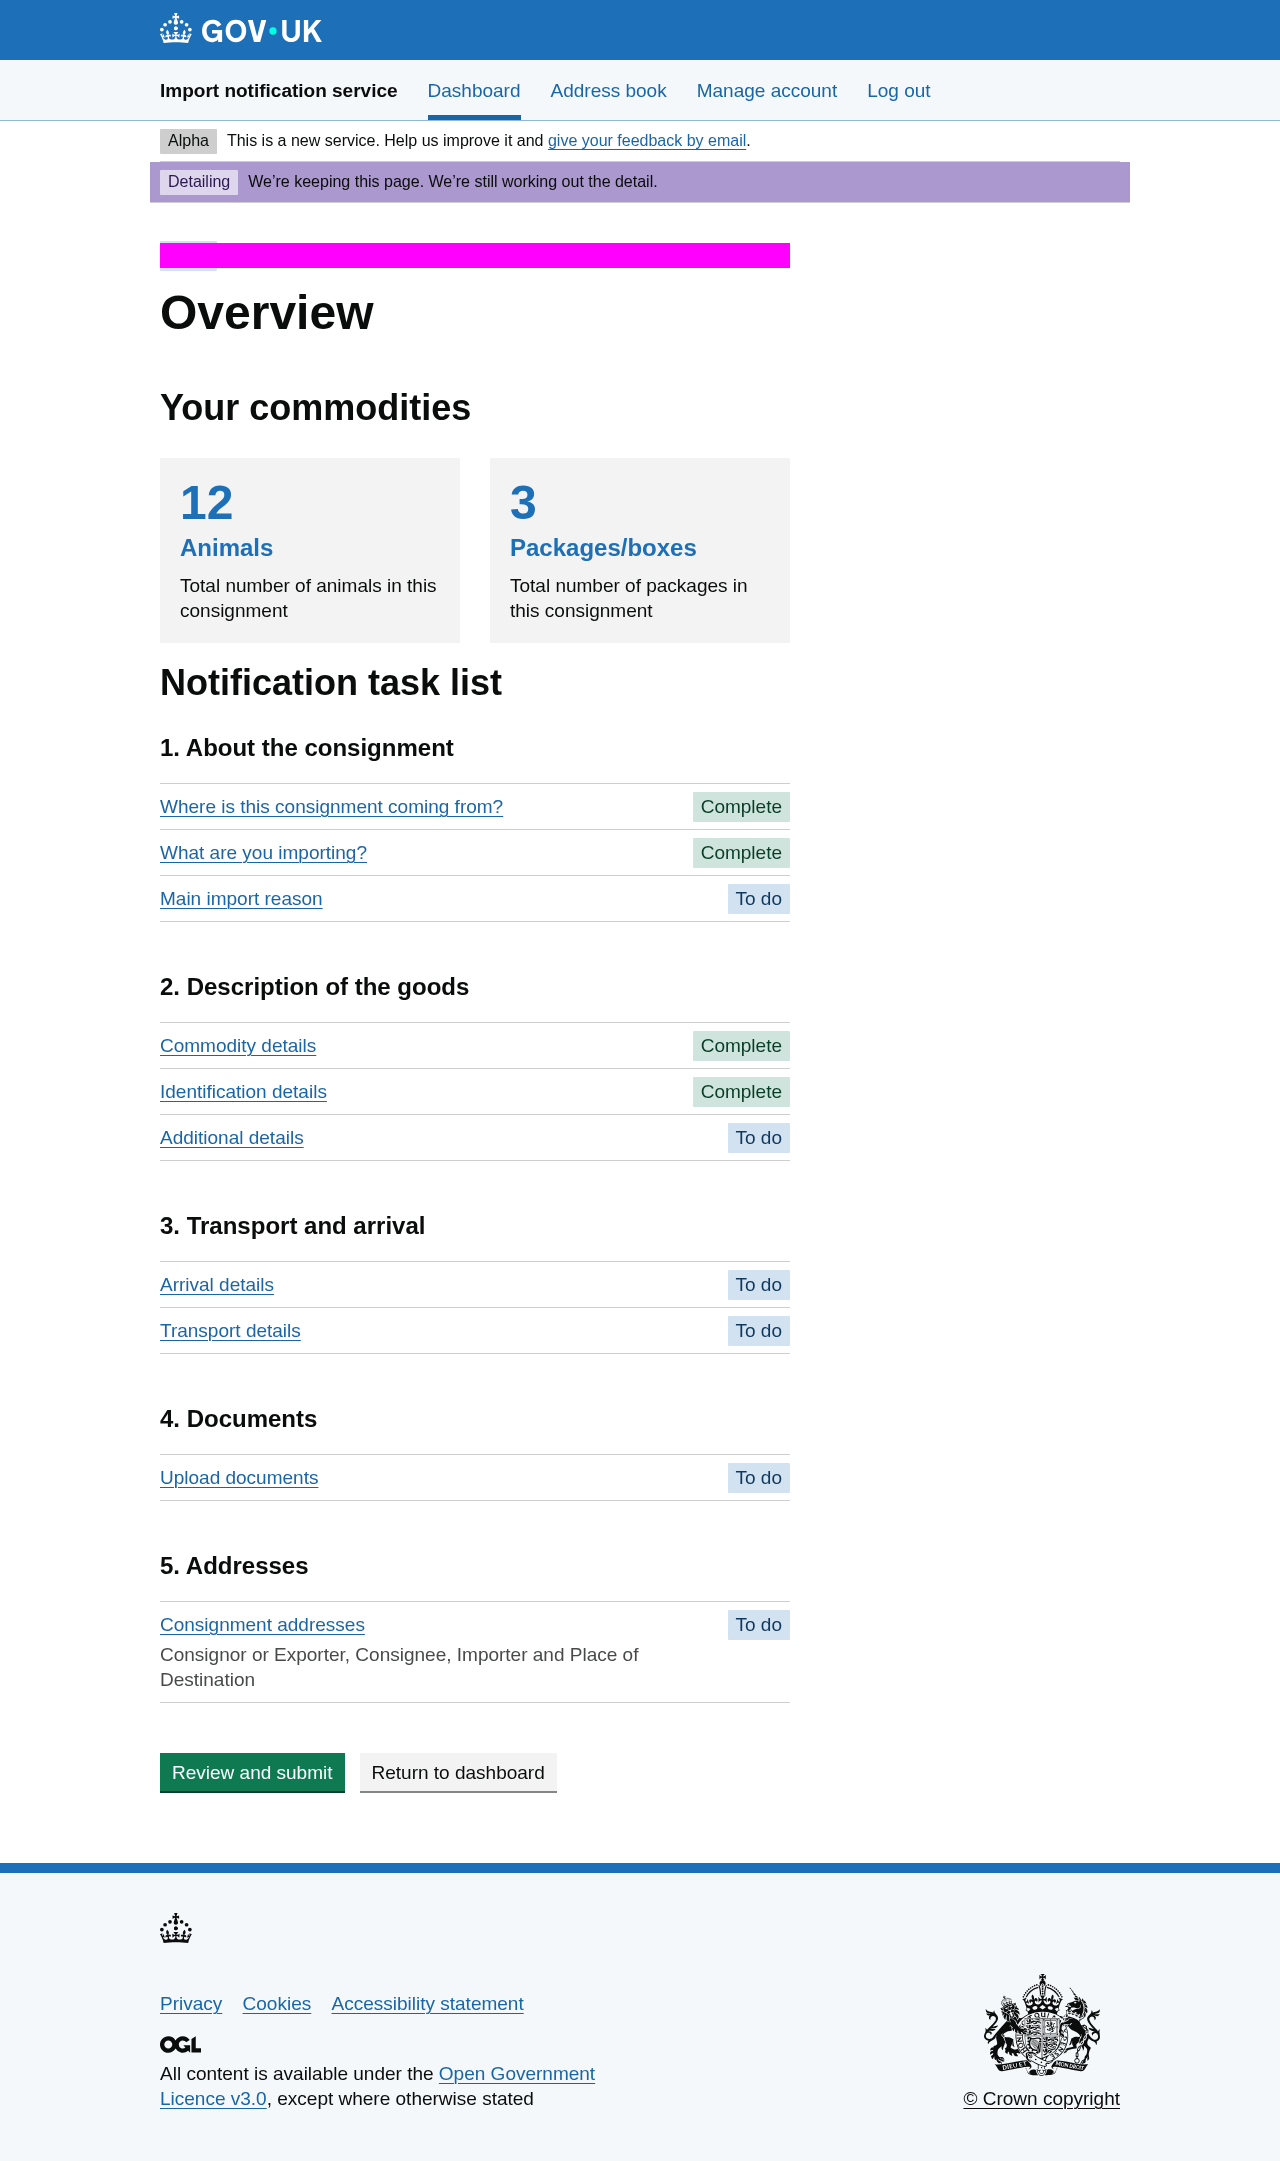 GOV·UK
Import notification service Dashboard Address book Manage account Log out
Alpha This is a new service. Help us improve it and give your feedback by email.
Detailing We’re keeping this page. We’re still working out the detail.
Overview
Your commodities
12
Animals
Total number of animals in this
consignment
3
Packages/boxes
Total number of packages in
this consignment
Notification task list
1. About the consignment
Where is this consignment coming from? Complete
What are you importing? Complete
Main import reason To do
2. Description of the goods
Commodity details Complete
Identification details Complete
Additional details To do
3. Transport and arrival
Arrival details To do
Transport details To do
4. Documents
Upload documents To do
5. Addresses
Consignment addresses To do
Consignor or Exporter, Consignee, Importer and Place of
Destination
Review and submit Return to dashboard
Privacy Cookies Accessibility statement
OGL
All content is available under the Open Government
Licence v3.0, except where otherwise stated
© Crown copyright